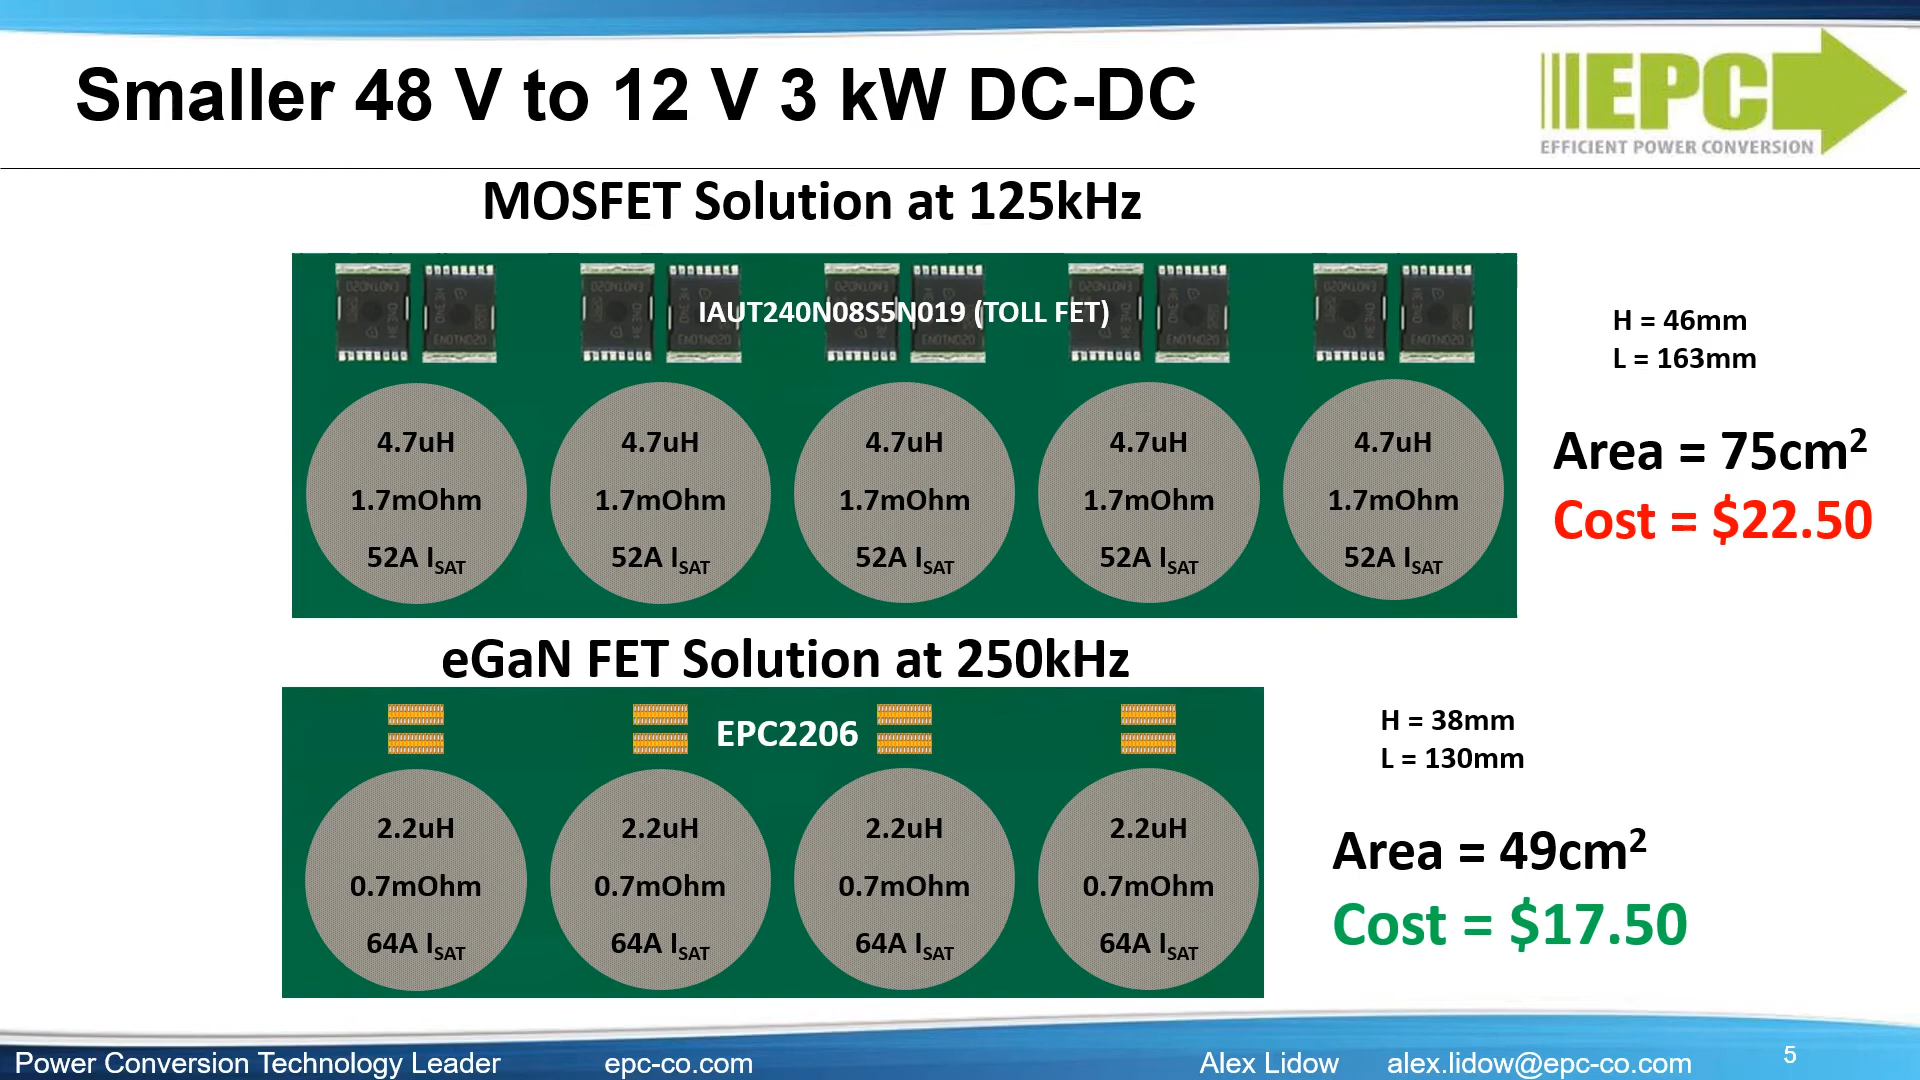 Smaller 48 V to 12 V 3 kW DC-DC
EPC
EFFICIENT POWER CONVERSION
MOSFET Solution at 125kHz
IAUT240N08S5N019 (TOLL FET)
4.7uH 4.7uH 4.7uH 4.7uH 4.7uH
1.7mOhm 1.7mOhm 1.7mOhm 1.7mOhm 1.7mOhm
52A ISAT 52A ISAT 52A ISAT 52A ISAT 52A ISAT
H = 46mm
L = 163mm
Area = 75cm²
Cost = $22.50
eGaN FET Solution at 250kHz
EPC2206
2.2uH 2.2uH 2.2uH 2.2uH
0.7mOhm 0.7mOhm 0.7mOhm 0.7mOhm
64A ISAT 64A ISAT 64A ISAT 64A ISAT
H = 38mm
L = 130mm
Area = 49cm²
Cost = $17.50
Power Conversion Technology Leader epc-co.com Alex Lidow alex.lidow@epc-co.com 5